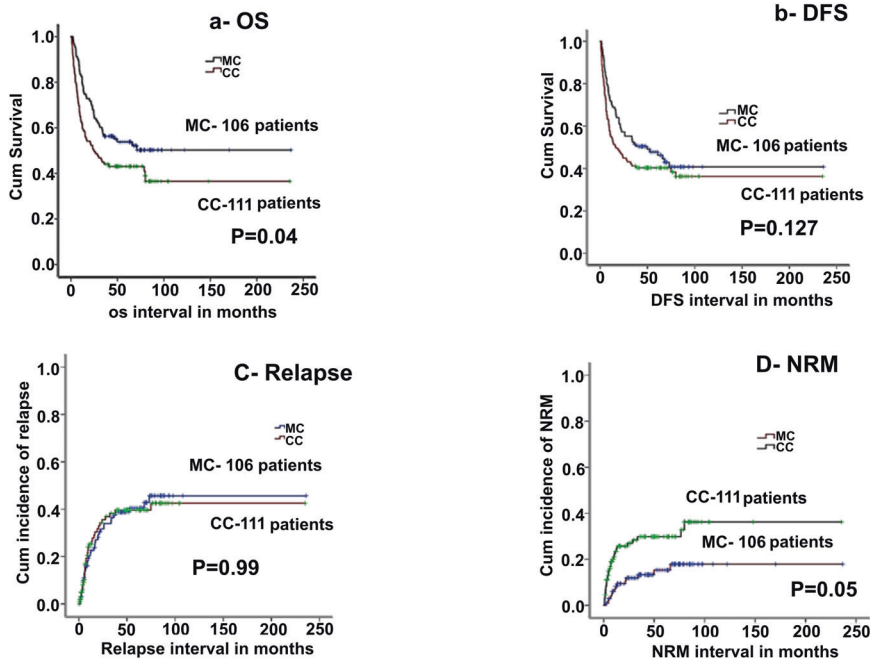 a- OS
Cum Survival
1.0
0.8
0.6
0.4
0.2
0.0
MC
CC
MC- 106 patients
CC-111 patients
P=0.04
0 50 100 150 200 250
os interval in months
b- DFS
Cum Survival
1.0
0.8
0.6
0.4
0.2
0.0
MC
CC
MC- 106 patients
CC-111 patients
P=0.127
0 50 100 150 200 250
DFS interval in months
C- Relapse
Cum incidence of relapse
1.0
0.8
0.6
0.4
0.2
0.0
MC
CC
MC- 106 patients
CC-111 patients
P=0.99
0 50 100 150 200 250
Relapse interval in months
D- NRM
Cum incidence of NRM
1.0
0.8
0.6
0.4
0.2
0.0
MC
CC
CC-111 patients
MC- 106 patients
P=0.05
0 50 100 150 200 250
NRM interval in months